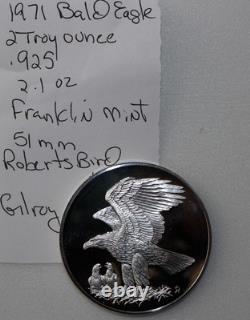 1971 Bald Eagle
2 Troy ounce
.925
2.1 oz
Franklin mint
51 mm
Roberts Bird
Gilroy